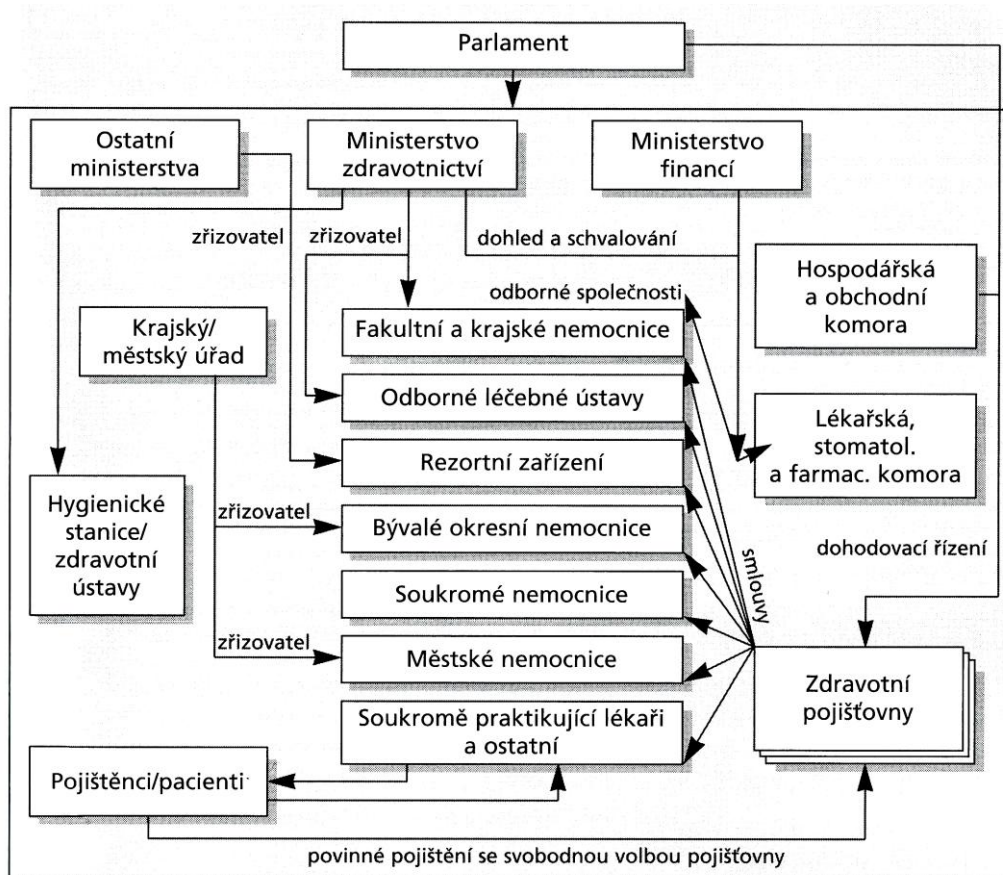 Parlament
Ostatní
ministerstva
Ministerstvo
zdravotnictví
Ministerstvo
financí
zřizovatel
zřizovatel
dohled a schvalování
Hospodářská
a obchodní
komora
odborné společnosti
Krajský/
městský úřad
Fakultní a krajské nemocnice
Odborné léčebné ústavy
Lékařská,
stomatol.
a farmac. komora
Rezortní zařízení
Hygienické
stanice/
zdravotní
ústavy
zřizovatel
Bývalé okresní nemocnice
dohodovací řízení
smlouvy
Soukromé nemocnice
zřizovatel
Městské nemocnice
Zdravotní
pojišťovny
Soukromě praktikující lékaři
a ostatní
Pojištěnci/pacienti
povinné pojištění se svobodnou volbou pojišťovny